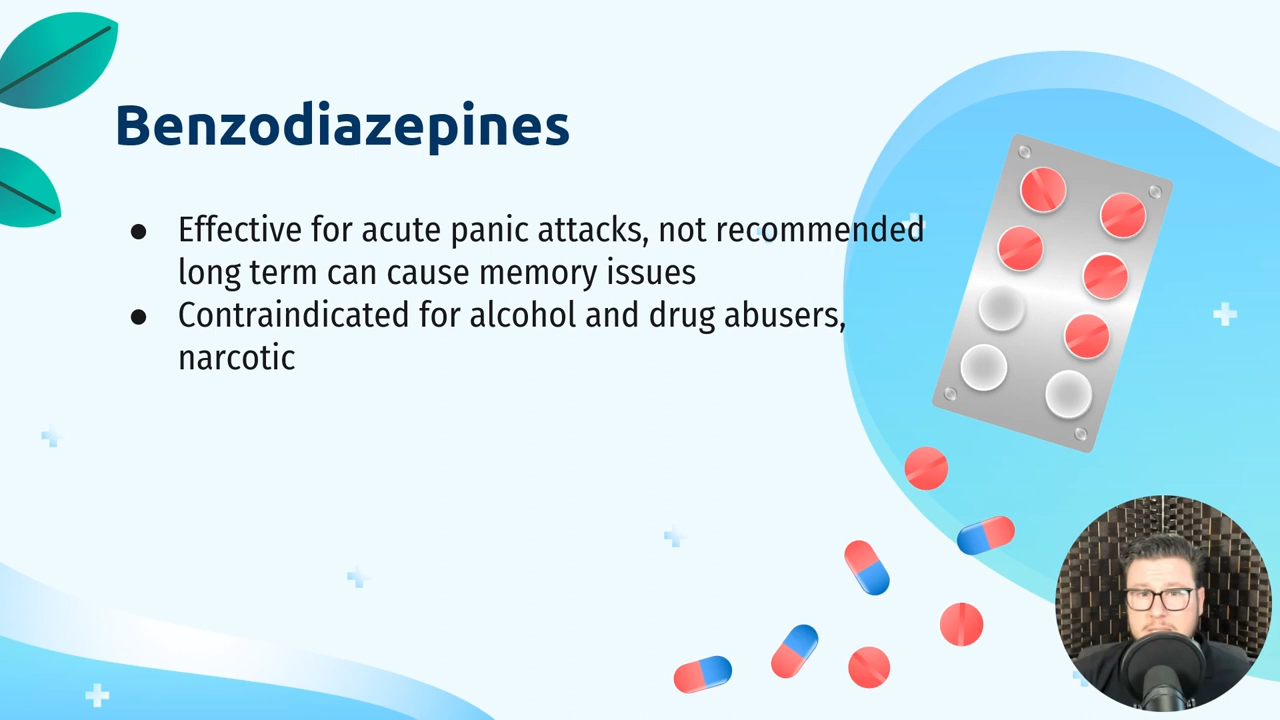 Benzodiazepines
● Effective for acute panic attacks, not recommended
long term can cause memory issues
● Contraindicated for alcohol and drug abusers,
narcotic